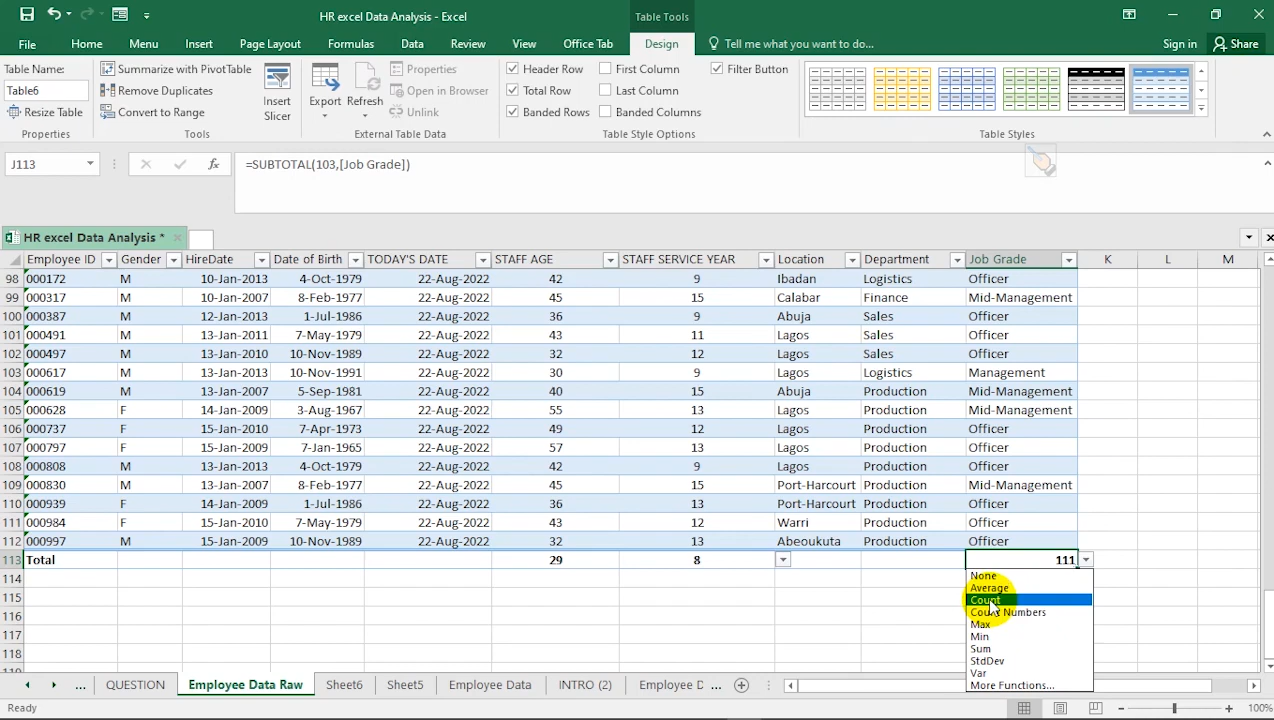 HR excel Data Analysis - Excel
Table Tools
File Home Menu Insert Page Layout Formulas Data Review View Office Tab Design Tell me what you want to do... Sign in Share
Table Name:
Table6
Resize Table
Properties
Summarize with PivotTable
Remove Duplicates
Convert to Range
Tools
Insert
Slicer
Export
Refresh
Properties
Open in Browser
Unlink
External Table Data
Header Row
Total Row
Banded Rows
First Column
Last Column
Banded Columns
Filter Button
Table Style Options
Table Styles
J113
fx
=SUBTOTAL(103,[Job Grade])
HR excel Data Analysis *
Employee ID Gender HireDate Date of Birth TODAY'S DATE STAFF AGE STAFF SERVICE YEAR Location Department Job Grade K L M
98 000172 M 10-Jan-2013 4-Oct-1979 22-Aug-2022 42 9 Ibadan Logistics Officer
99 000317 M 10-Jan-2007 8-Feb-1977 22-Aug-2022 45 15 Calabar Finance Mid-Management
100 000387 M 12-Jan-2013 1-Jul-1986 22-Aug-2022 36 9 Abuja Sales Officer
101 000491 M 13-Jan-2011 7-May-1979 22-Aug-2022 43 11 Lagos Sales Officer
102 000497 M 13-Jan-2010 10-Nov-1989 22-Aug-2022 32 12 Lagos Sales Officer
103 000617 M 13-Jan-2013 10-Nov-1991 22-Aug-2022 30 9 Lagos Logistics Management
104 000619 M 13-Jan-2007 5-Sep-1981 22-Aug-2022 40 15 Abuja Production Mid-Management
105 000628 F 14-Jan-2009 3-Aug-1967 22-Aug-2022 55 13 Lagos Production Mid-Management
106 000737 F 15-Jan-2010 7-Apr-1973 22-Aug-2022 49 12 Lagos Production Officer
107 000797 F 15-Jan-2009 7-Jan-1965 22-Aug-2022 57 13 Lagos Production Officer
108 000808 M 13-Jan-2013 4-Oct-1979 22-Aug-2022 42 9 Lagos Production Officer
109 000830 M 13-Jan-2007 8-Feb-1977 22-Aug-2022 45 15 Port-Harcourt Production Mid-Management
110 000939 F 14-Jan-2009 1-Jul-1986 22-Aug-2022 36 13 Port-Harcourt Production Officer
111 000984 F 15-Jan-2010 7-May-1979 22-Aug-2022 43 12 Warri Production Officer
112 000997 M 15-Jan-2009 10-Nov-1989 22-Aug-2022 32 13 Abeoukuta Production Officer
113 Total 29 8 111
114
115
116
117
118
None
Average
Count
Count Numbers
Max
Min
Sum
StdDev
Var
More Functions...
... QUESTION Employee Data Raw Sheet6 Sheet5 Employee Data INTRO (2) Employee D ...
Ready
100%